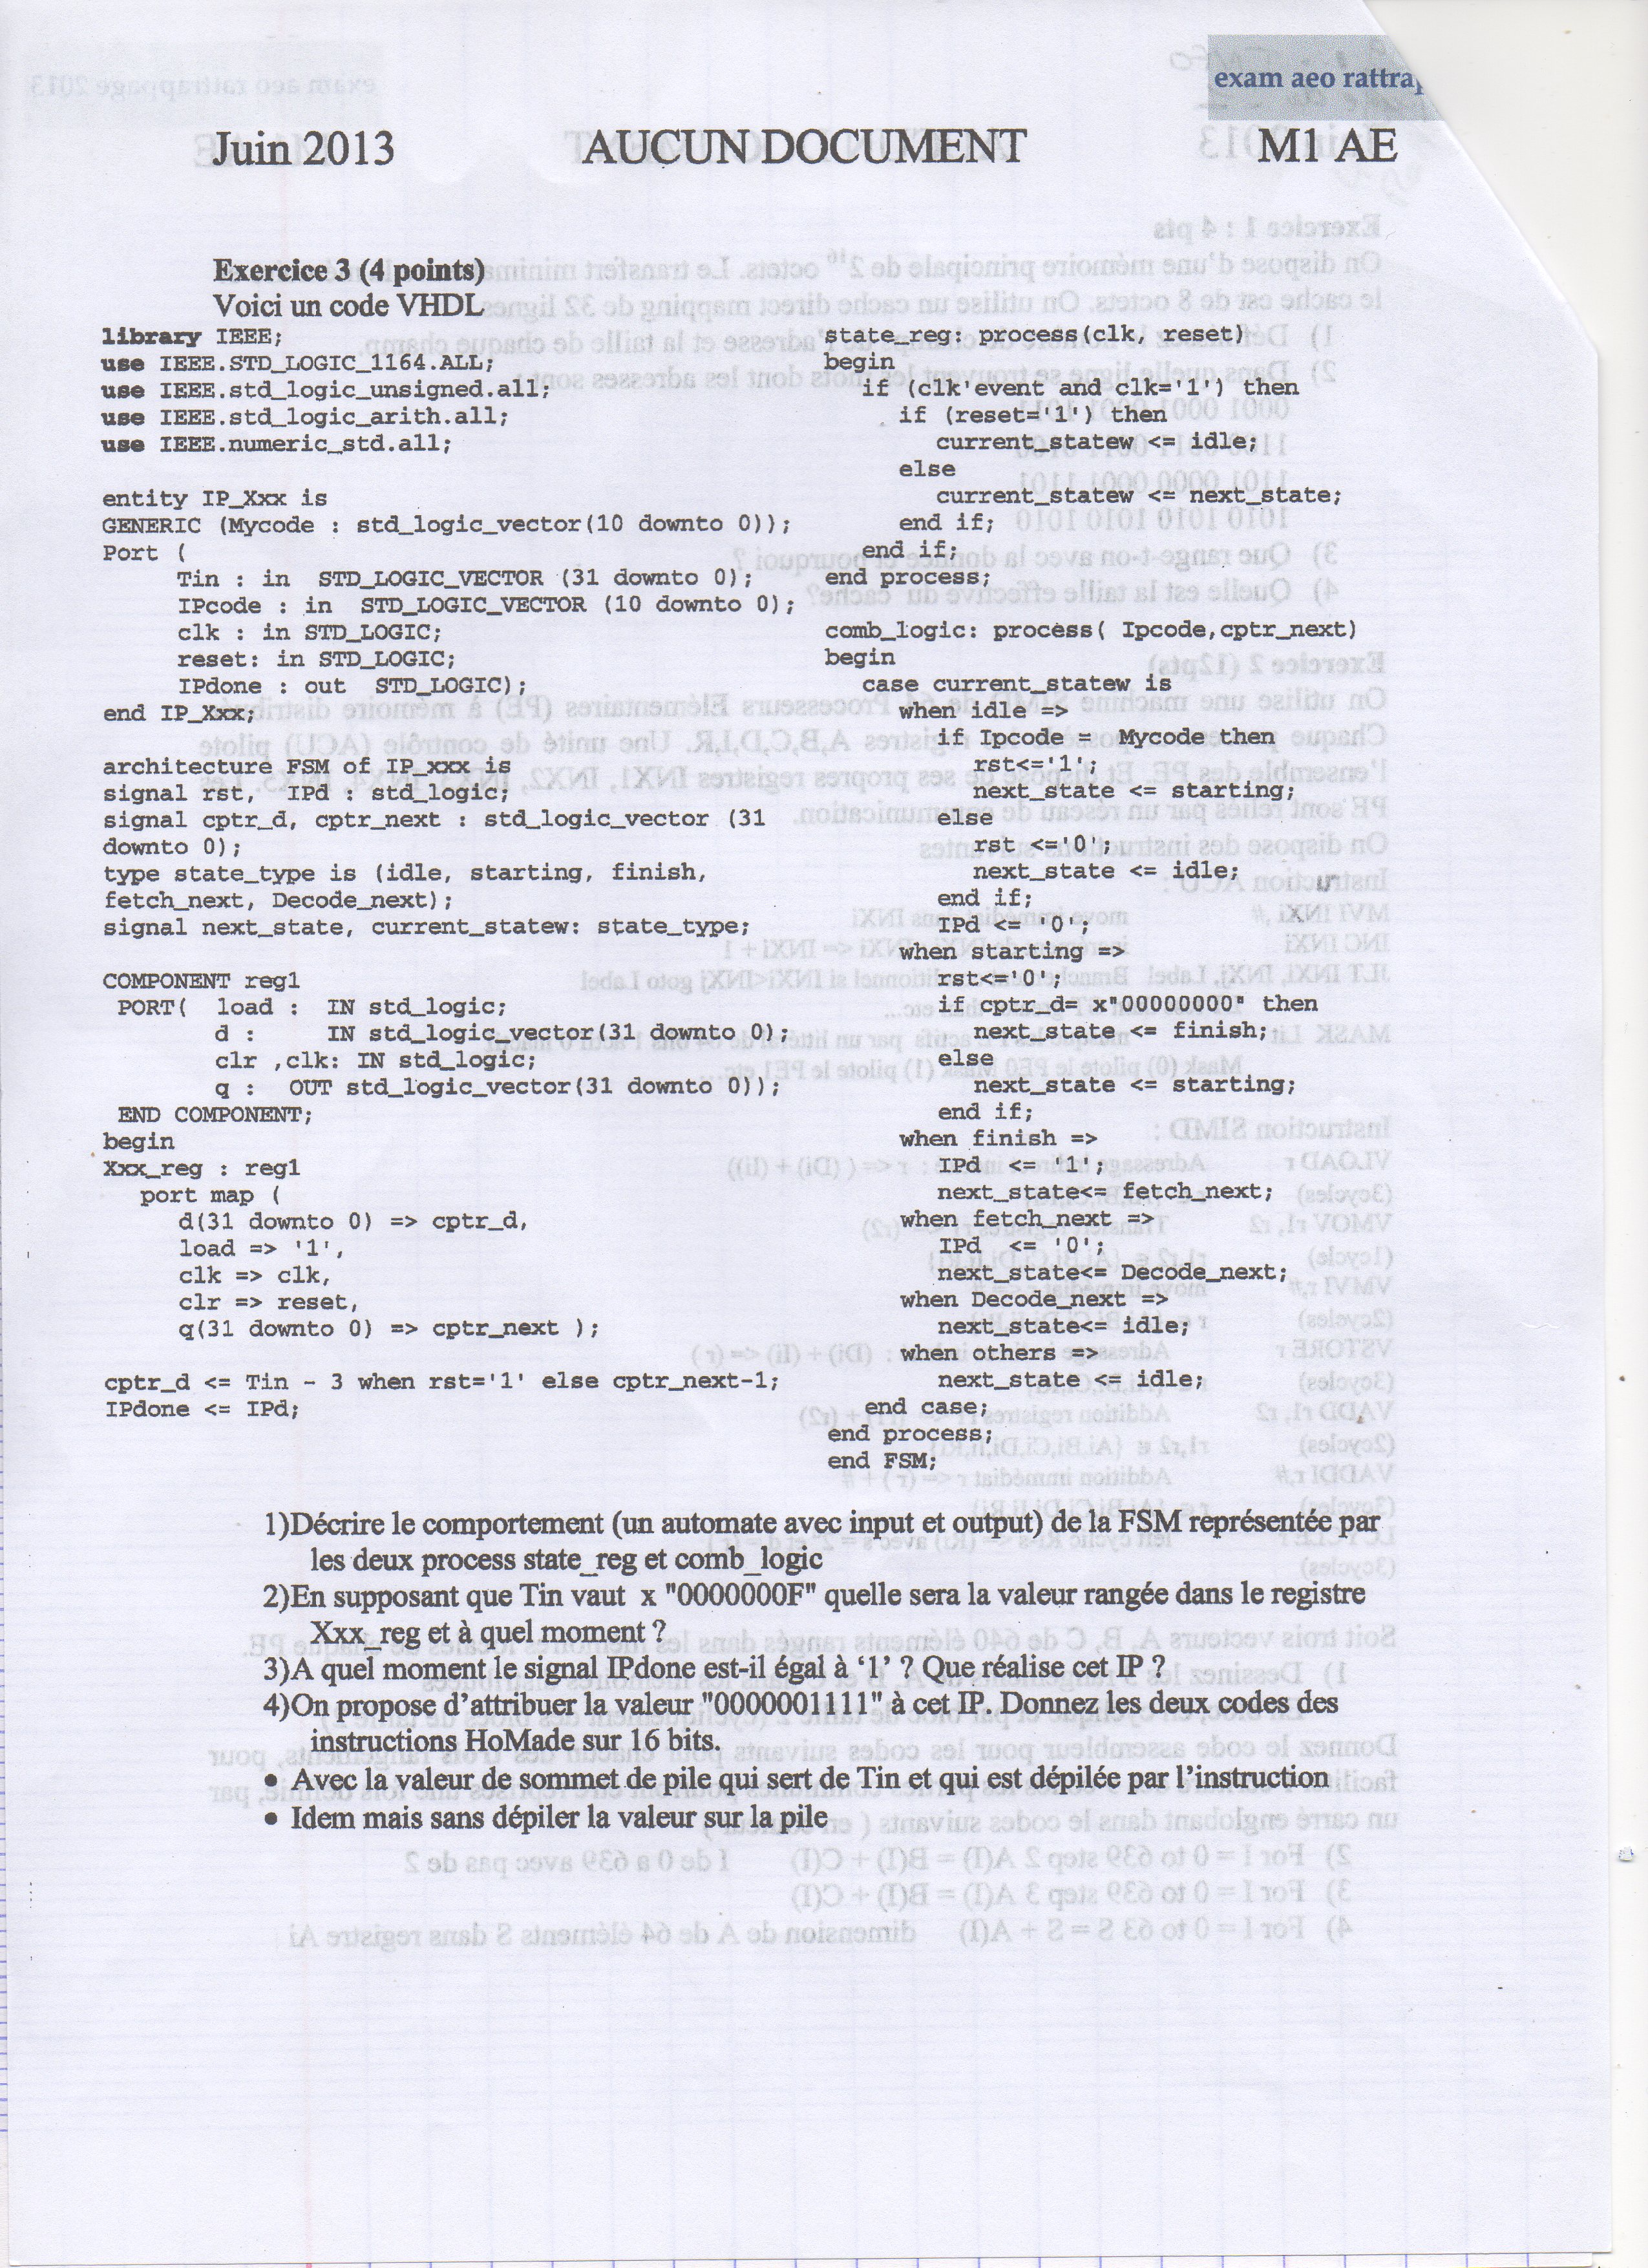 exam aeo rattrap
Juin 2013 AUCUN DOCUMENT M1 AE
Exercice 3 (4 points)
Voici un code VHDL
library IEEE;
use IEEE.STD_LOGIC_1164.ALL;
use IEEE.std_logic_unsigned.all;
use IEEE.std_logic_arith.all;
use IEEE.numeric_std.all;
entity IP_Xxx is
GENERIC (Mycode : std_logic_vector(10 downto 0));
Port (
Tin : in STD_LOGIC_VECTOR (31 downto 0);
IPcode : in STD_LOGIC_VECTOR (10 downto 0);
clk : in STD_LOGIC;
reset: in STD_LOGIC;
IPdone : out STD_LOGIC);
end IP_Xxx;
architecture FSM of IP_xxx is
signal rst, IPd : std_logic;
signal cptr_d, cptr_next : std_logic_vector (31
downto 0);
type state_type is (idle, starting, finish,
fetch_next, Decode_next);
signal next_state, current_statew: state_type;
COMPONENT reg1
PORT( load : IN std_logic;
d : IN std_logic_vector(31 downto 0);
clr ,clk: IN std_logic;
q : OUT std_logic_vector(31 downto 0));
END COMPONENT;
begin
Xxx_reg : reg1
port map (
d(31 downto 0) => cptr_d,
load => '1',
clk => clk,
clr => reset,
q(31 downto 0) => cptr_next );
cptr_d <= Tin - 3 when rst='1' else cptr_next-1;
IPdone <= IPd;
state_reg: process(clk, reset)
begin
if (clk'event and clk='1') then
if (reset='1') then
current_statew <= idle;
else
current_statew <= next_state;
end if;
end if;
end process;
comb_logic: process( Ipcode,cptr_next)
begin
case current_statew is
when idle =>
if Ipcode = Mycode then
rst<='1';
next_state <= starting;
else
rst <='0';
next_state <= idle;
end if;
IPd <= '0';
when starting =>
rst<='0';
if cptr_d= x"00000000" then
next_state <= finish;
else
next_state <= starting;
end if;
when finish =>
IPd <= '1';
next_state<= fetch_next;
when fetch_next =>
IPd <= '0';
next_state<= Decode_next;
when Decode_next =>
next_state<= idle;
when others =>
next_state <= idle;
end case;
end process;
end FSM;
1)Décrire le comportement (un automate avec input et output) de la FSM représentée par
les deux process state_reg et comb_logic
2)En supposant que Tin vaut x "0000000F" quelle sera la valeur rangée dans le registre
Xxx_reg et à quel moment ?
3)A quel moment le signal IPdone est-il égal à ‘1’ ? Que réalise cet IP ?
4)On propose d’attribuer la valeur "0000001111" à cet IP. Donnez les deux codes des
instructions HoMade sur 16 bits.
• Avec la valeur de sommet de pile qui sert de Tin et qui est dépilée par l’instruction
• Idem mais sans dépiler la valeur sur la pile